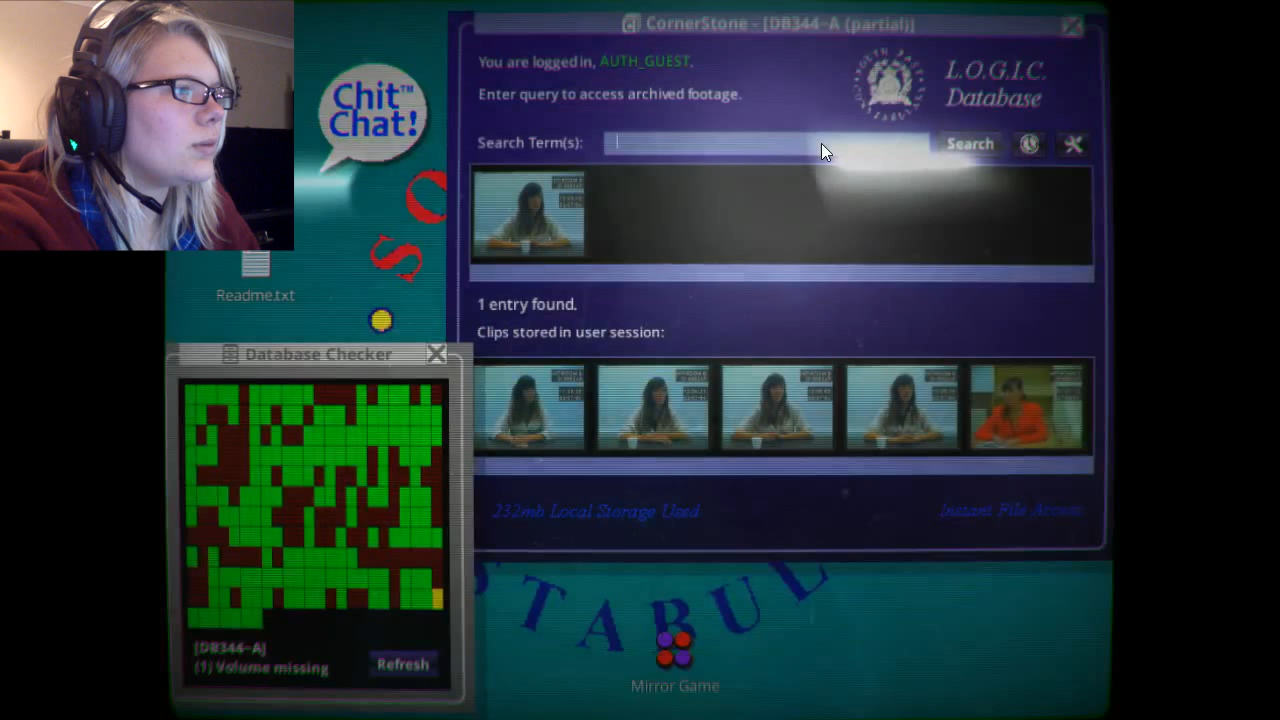 CornerStone - [DB344-A (partial)]
You are logged in, AUTH_GUEST.
Enter query to access archived footage.
L.O.G.I.C.
Database
Chit™
Chat!
Search Term(s):
Search
Readme.txt
1 entry found.
Clips stored in user session:
Database Checker
232mb Local Storage Used
Instant File Access
[DB344-A]
(1) Volume missing
Refresh
TABUL
Mirror Game